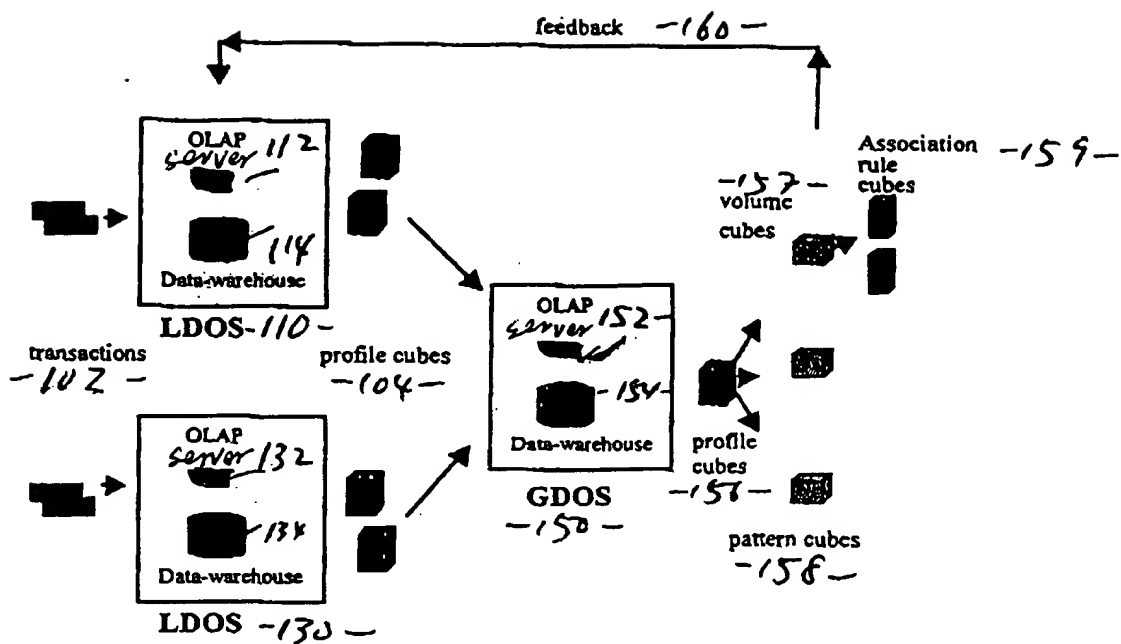 feedback -160-
OLAP
server 112
114
Data-warehouse
LDOS-110-
transactions
-102-
profile cubes
-104-
OLAP
server 132
134
Data-warehouse
LDOS -130-
OLAP
server 152-
-154-
Data-warehouse
GDOS
-150-
profile
cubes
-156-
-157-
volume
cubes
Association -159-
rule
cubes
pattern cubes
-158-